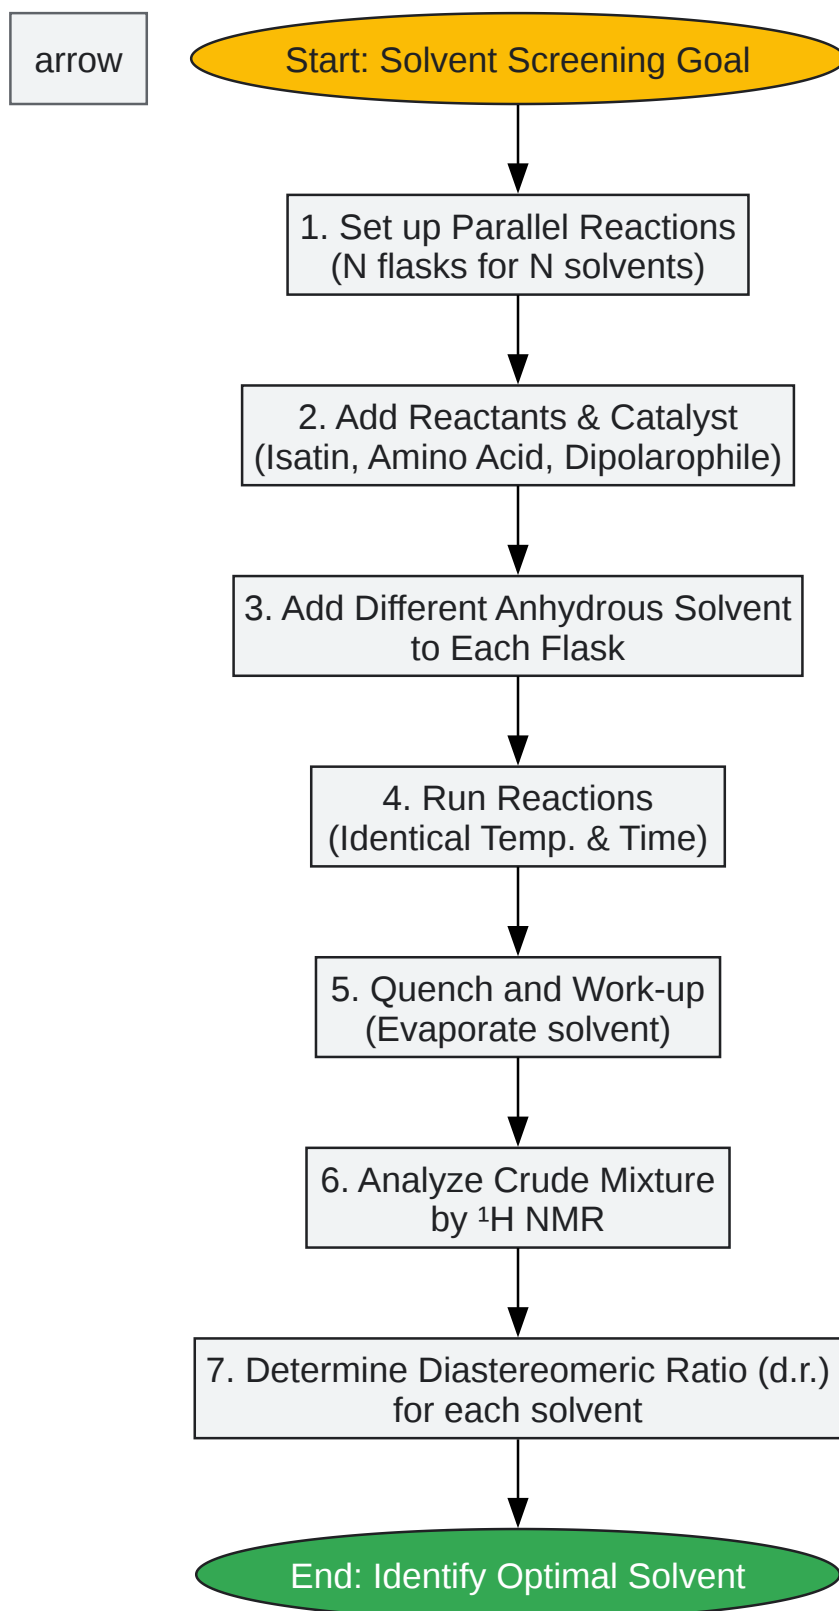 arrow
Start: Solvent Screening Goal
1. Set up Parallel Reactions
(N flasks for N solvents)
2. Add Reactants & Catalyst
(Isatin, Amino Acid, Dipolarophile)
3. Add Different Anhydrous Solvent
to Each Flask
4. Run Reactions
(Identical Temp. & Time)
5. Quench and Work-up
(Evaporate solvent)
6. Analyze Crude Mixture
by ¹H NMR
7. Determine Diastereomeric Ratio (d.r.)
for each solvent
End: Identify Optimal Solvent